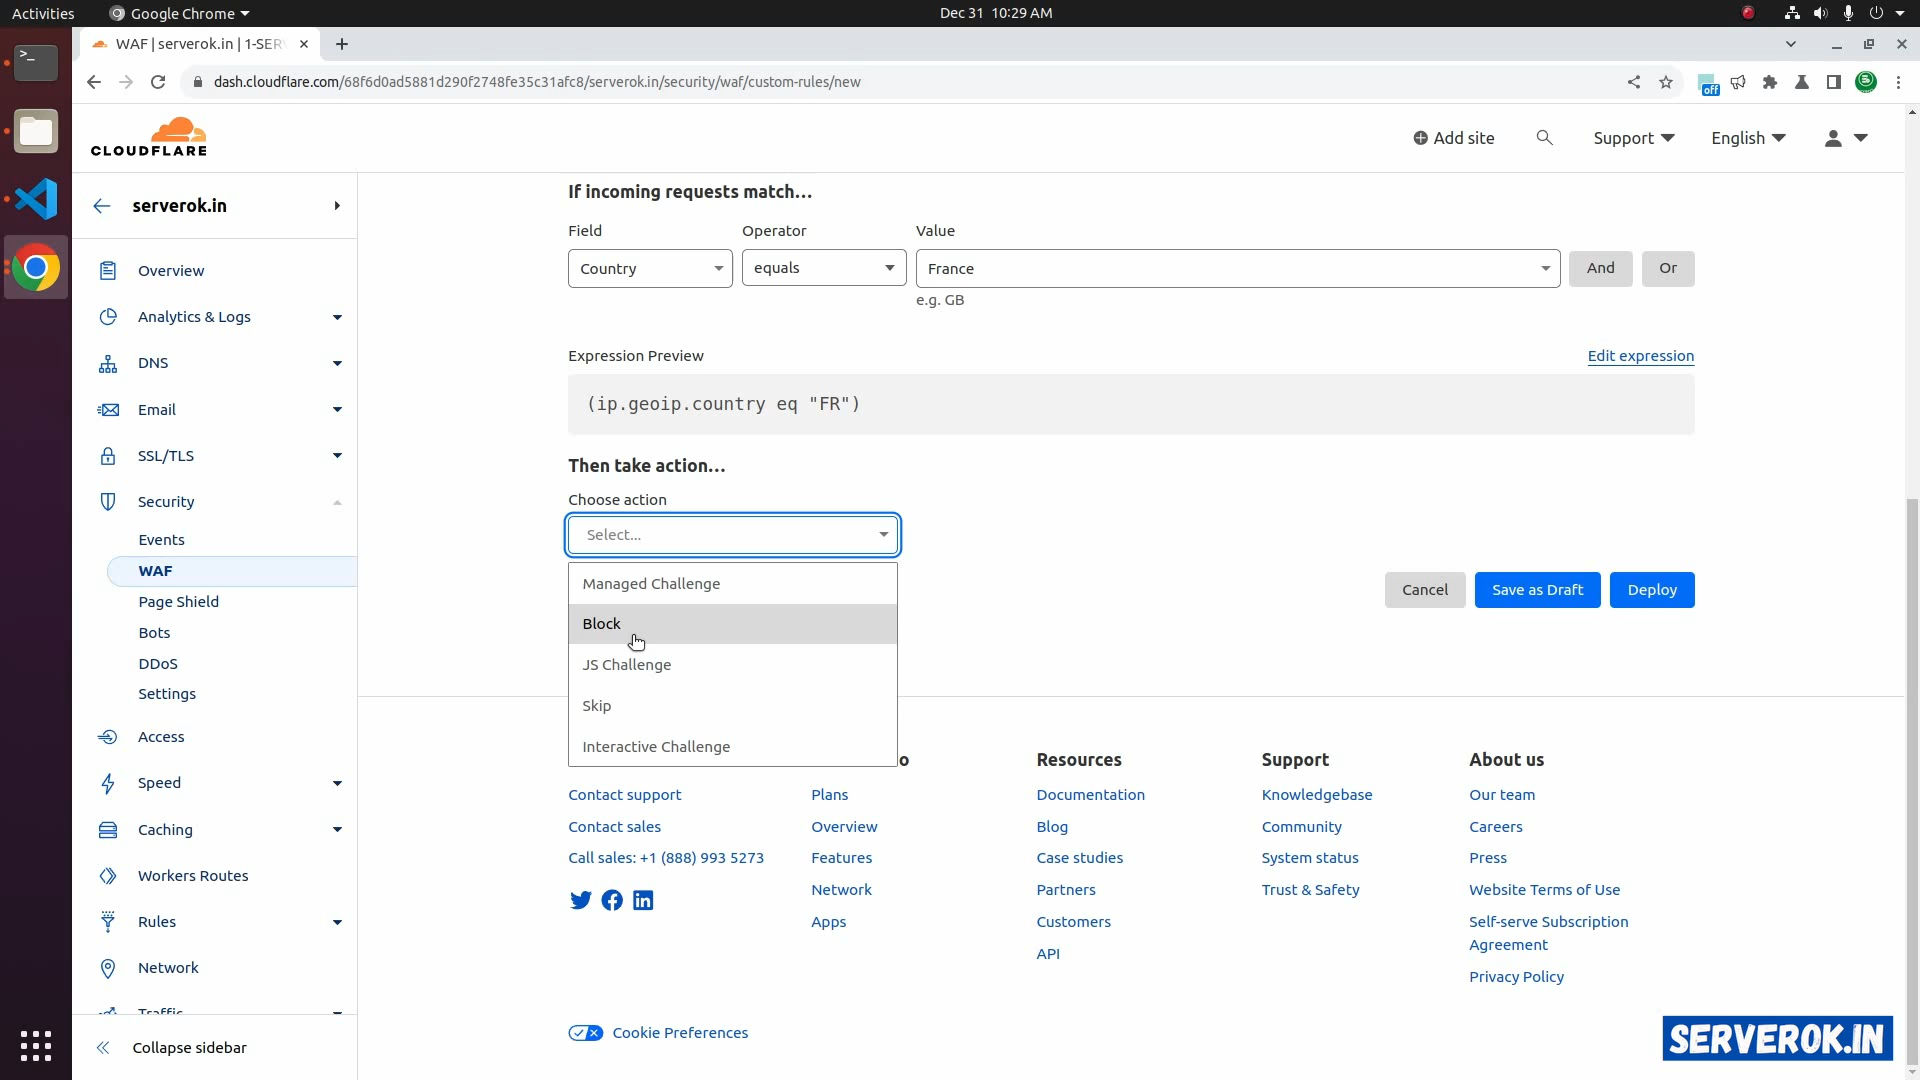 Activities
Google Chrome
Dec 31 10:29 AM
WAF | serverok.in | 1-SER
dash.cloudflare.com/68f6d0ad5881d290f2748fe35c31afc8/serverok.in/security/waf/custom-rules/new
off
CLOUDFLARE
Add site
Support
English
serverok.in
Overview
Analytics & Logs
DNS
Email
SSL/TLS
Security
Events
WAF
Page Shield
Bots
DDoS
Settings
Access
Speed
Caching
Workers Routes
Rules
Network
Traffic
Collapse sidebar
If incoming requests match...
Field
Operator
Value
Country
equals
France
And
Or
e.g. GB
Expression Preview
Edit expression
(ip.geoip.country eq "FR")
Then take action...
Choose action
Select...
Managed Challenge
Block
JS Challenge
Skip
Interactive Challenge
Cancel
Save as Draft
Deploy
Contact support
Contact sales
Call sales: +1 (888) 993 5273
Plans
Overview
Features
Network
Apps
Resources
Documentation
Blog
Case studies
Partners
Customers
API
Support
Knowledgebase
Community
System status
Trust & Safety
About us
Our team
Careers
Press
Website Terms of Use
Self-serve Subscription
Agreement
Privacy Policy
Cookie Preferences
SERVEROK.IN